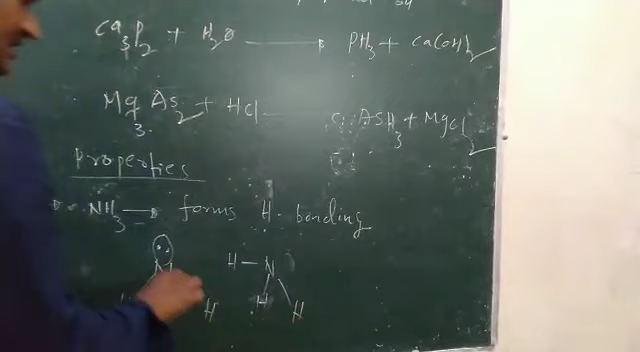 Ca3P2 + H2O → PH3 + Ca(OH)2
Mg3As2 + HCl → AsH3 + MgCl2
Properties
NH3 → forms H-bonding
N H — N
H H H